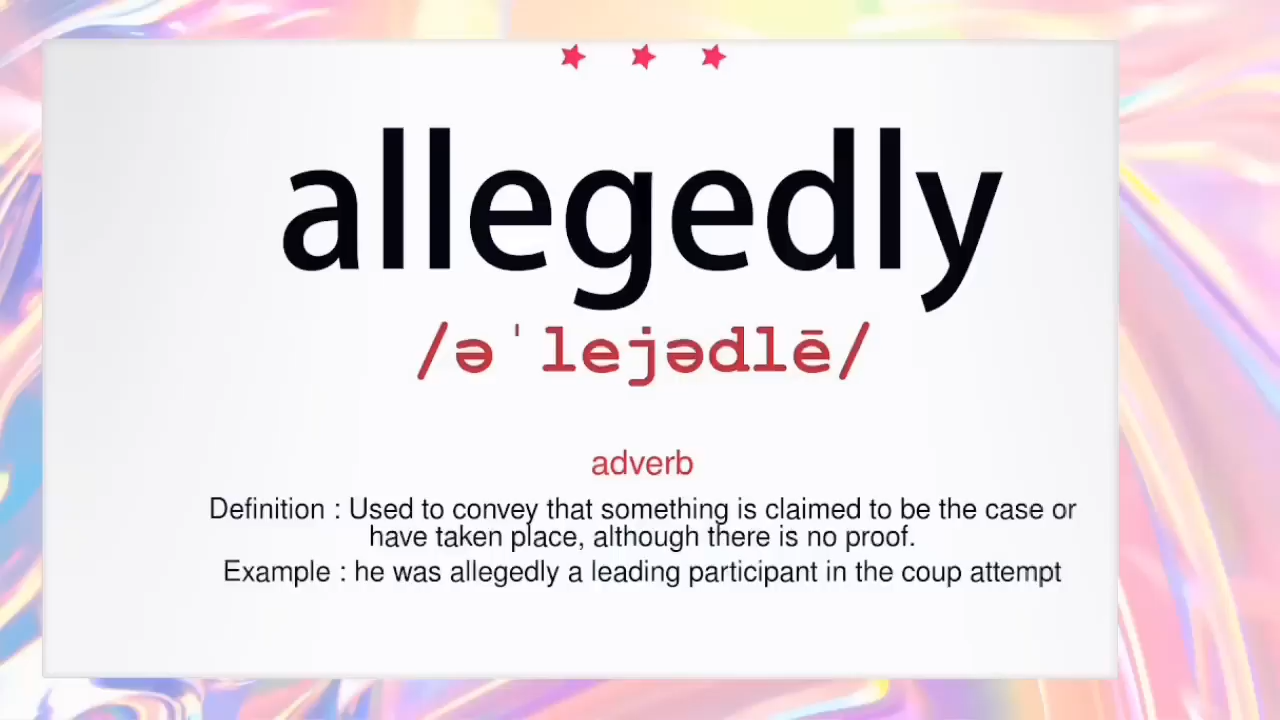 allegedly
/əˈlejədlē/
adverb
Definition : Used to convey that something is claimed to be the case or
have taken place, although there is no proof.
Example : he was allegedly a leading participant in the coup attempt